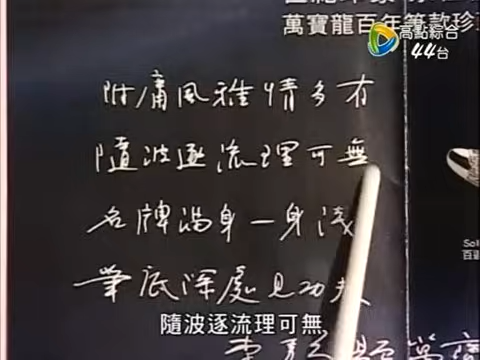 萬寶龍百年筆款珍
高點綜合
44台
附庸風雅情多有
隨波逐流理可無
名牌滿身一身淺
筆底深處見功夫
隨波逐流理可無